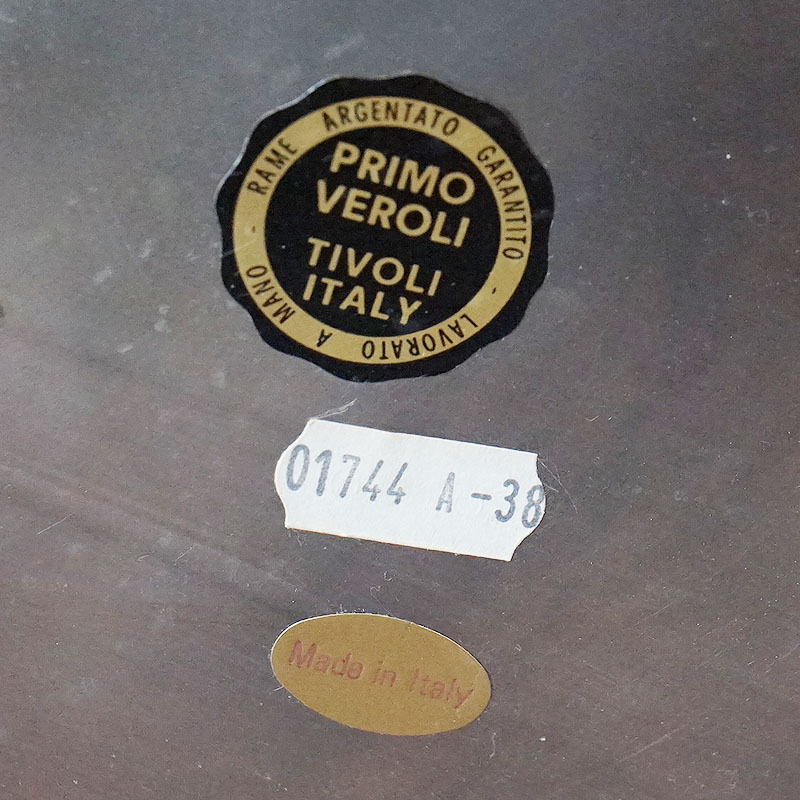 RAME ARGENTATO GARANTITO - LAVORATO A MANO -
PRIMO
VEROLI
TIVOLI
ITALY
01744 A-38
Made in Italy